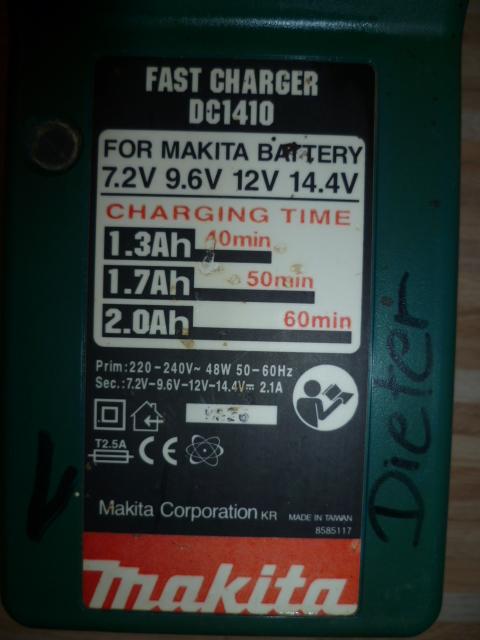 FAST CHARGER
DC1410
FOR MAKITA BATTERY
7.2V 9.6V 12V 14.4V
CHARGING TIME
1.3Ah 40min
1.7Ah 50min
2.0Ah 60min
Prim:220-240V~ 48W 50-60Hz
Sec.:7.2V-9.6V-12V-14.4V⎓ 2.1A
T2.5A
CE
Makita Corporation KR MADE IN TAIWAN
8585117
makita
Dieter